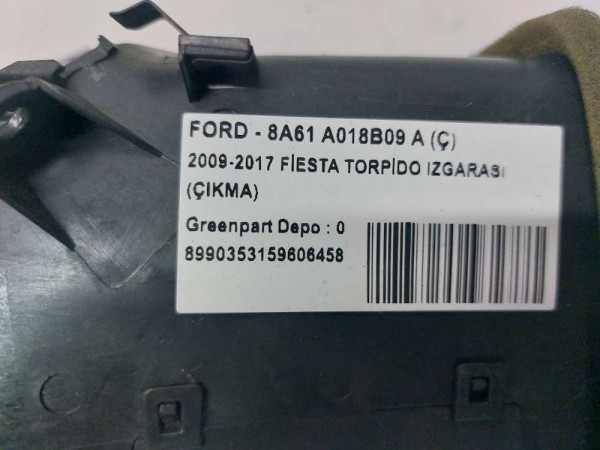 FORD - 8A61 A018B09 A (Ç)
2009-2017 FİESTA TORPİDO IZGARASI
(ÇIKMA)
Greenpart Depo : 0
8990353159606458